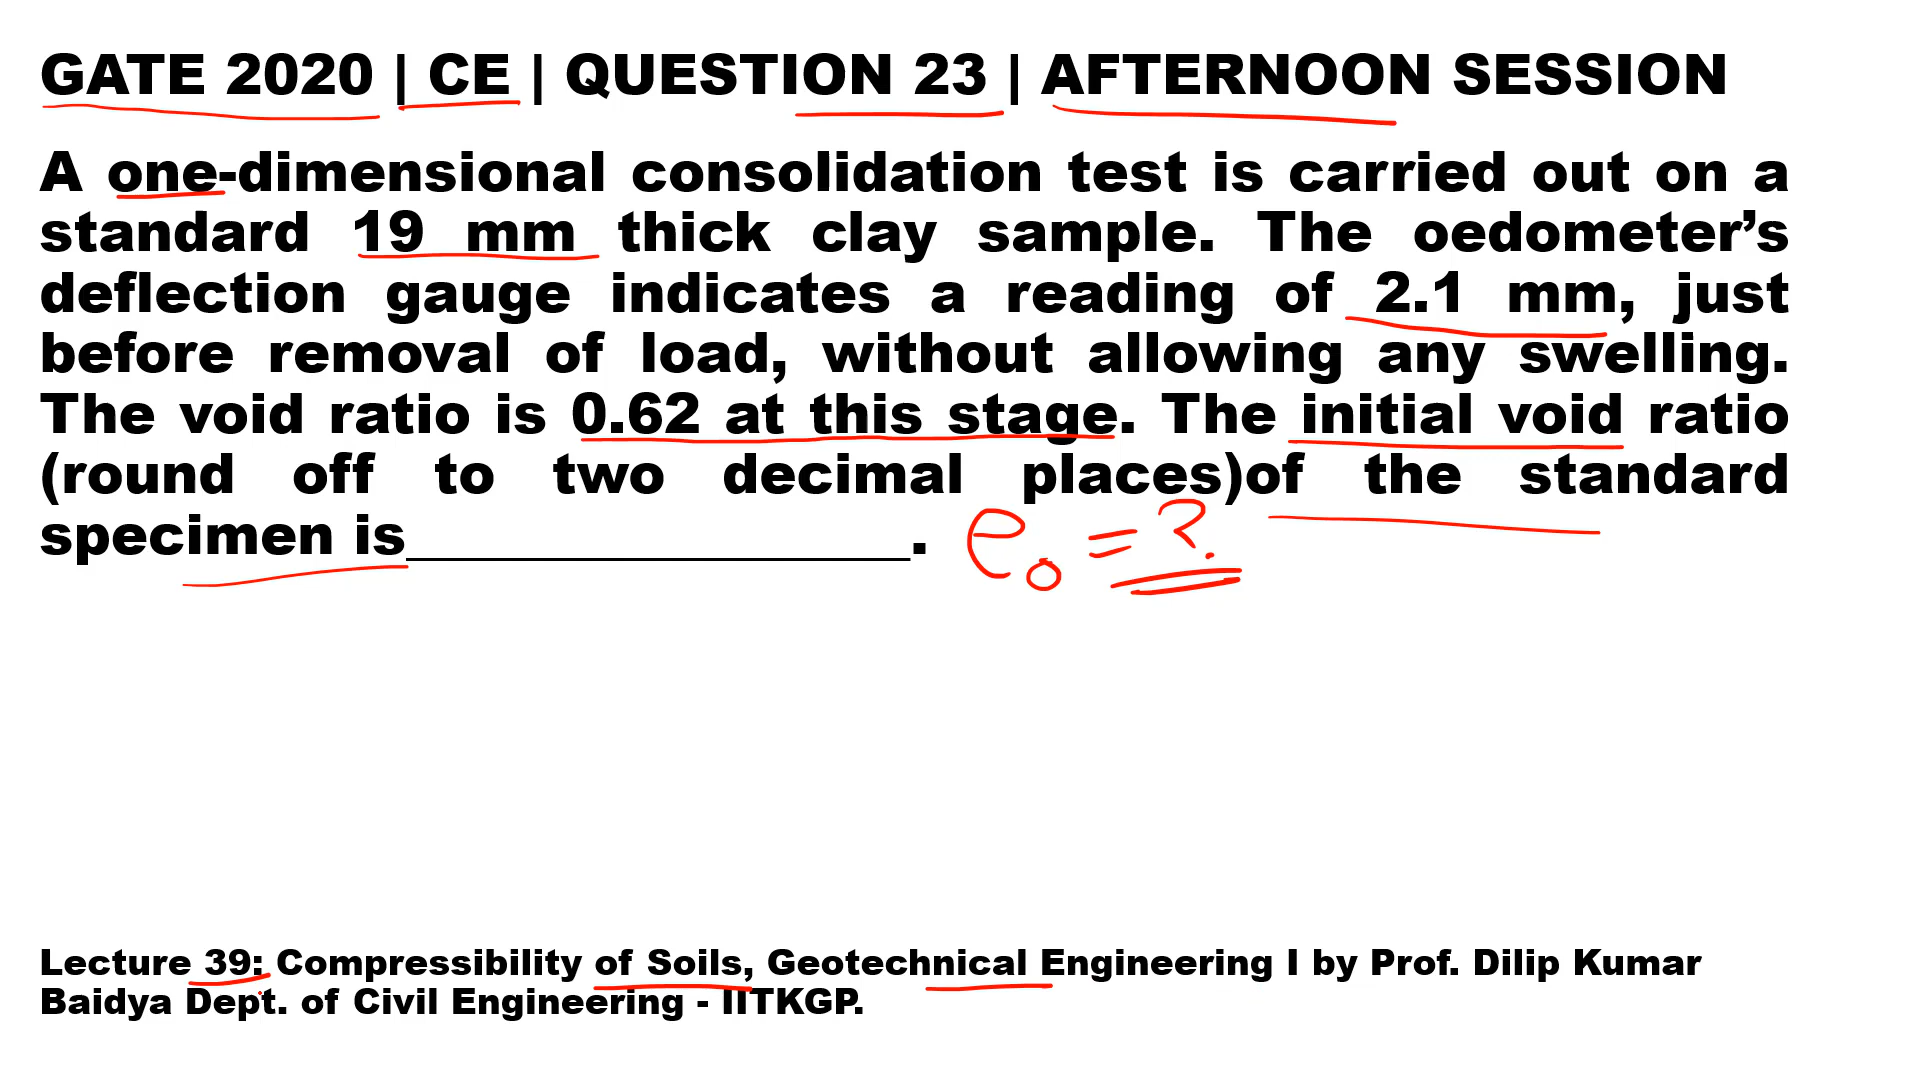 GATE 2020 | CE | QUESTION 23 | AFTERNOON SESSION
A one-dimensional consolidation test is carried out on a
standard 19 mm thick clay sample. The oedometer’s
deflection gauge indicates a reading of 2.1 mm, just
before removal of load, without allowing any swelling.
The void ratio is 0.62 at this stage. The initial void ratio
(round off to two decimal places)of the standard
specimen is__________________. e₀ = ?
Lecture 39: Compressibility of Soils, Geotechnical Engineering I by Prof. Dilip Kumar
Baidya Dept. of Civil Engineering - IITKGP.